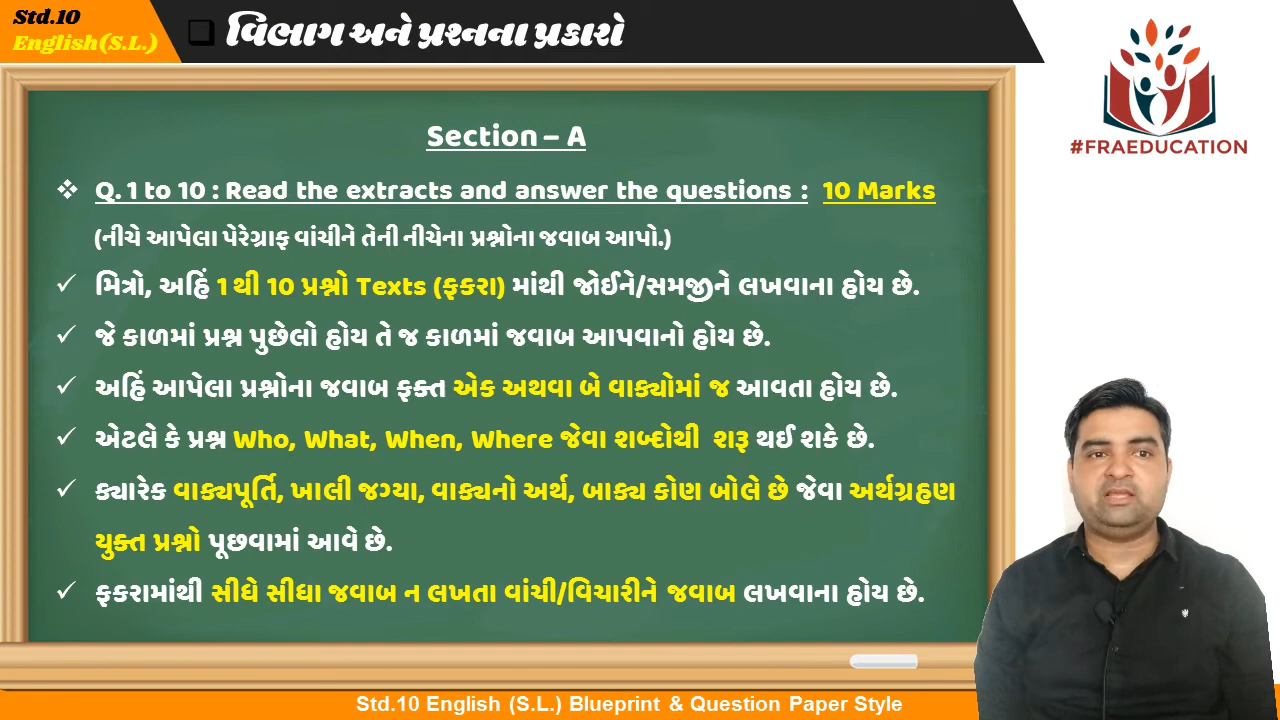 Std.10
English(S.L.)
વિભાગ અને પ્રશ્નના પ્રકારો
#FRAEDUCATION
Section – A
Q. 1 to 10 : Read the extracts and answer the questions : 10 Marks
(નીચે આપેલા પેરેગ્રાફ વાંચીને તેની નીચેના પ્રશ્નોના જવાબ આપો.)
મિત્રો, અહિં 1 થી 10 પ્રશ્નો Texts (ફકરા) માંથી જોઈને/સમજીને લખવાના હોય છે.
જે કાળમાં પ્રશ્ન પુછેલો હોય તે જ કાળમાં જવાબ આપવાનો હોય છે.
અહિં આપેલા પ્રશ્નોના જવાબ ફક્ત એક અથવા બે વાક્યોમાં જ આવતા હોય છે.
એટલે કે પ્રશ્ન Who, What, When, Where જેવા શબ્દોથી શરૂ થઈ શકે છે.
ક્યારેક વાક્યપૂર્તિ, ખાલી જગ્યા, વાક્યનો અર્થ, બાક્ય કોણ બોલે છે જેવા અર્થગ્રહણ
યુક્ત પ્રશ્નો પૂછવામાં આવે છે.
ફકરામાંથી સીધે સીધા જવાબ ન લખતા વાંચી/વિચારીને જવાબ લખવાના હોય છે.
Std.10 English (S.L.) Blueprint & Question Paper Style